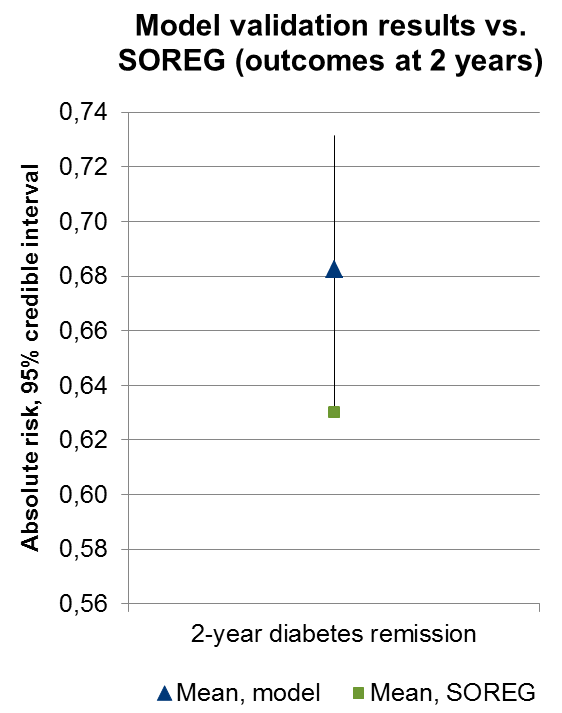 Model validation results vs.
SOREG (outcomes at 2 years)
Absolute risk, 95% credible interval
0,74
0,72
0,70
0,68
0,66
0,64
0,62
0,60
0,58
0,56
2-year diabetes remission
Mean, model
Mean, SOREG